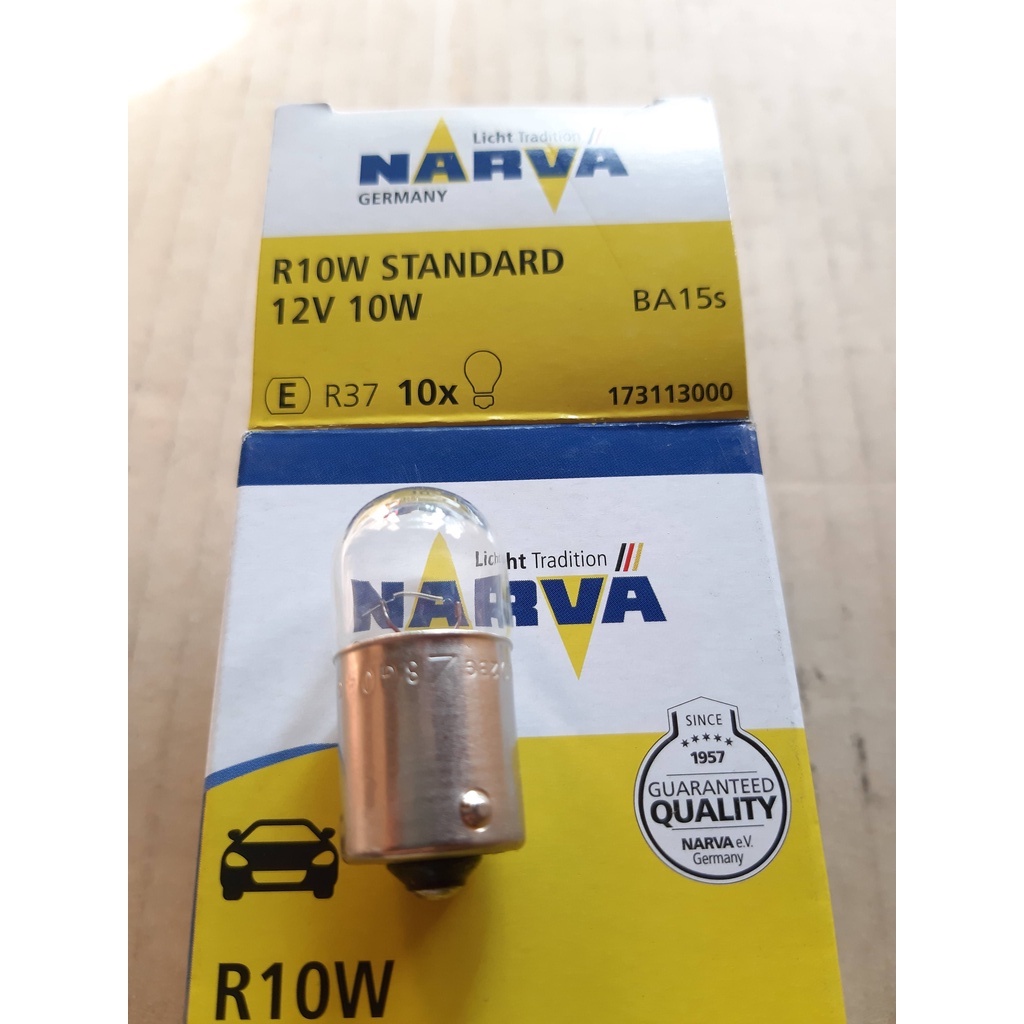 Licht Tradition
NARVA
GERMANY
R10W STANDARD
12V 10W
BA15s
E R37 10x
173113000
Licht Tradition
NARVA
SINCE
1957
GUARANTEED
QUALITY
NARVA e.V.
Germany
R10W